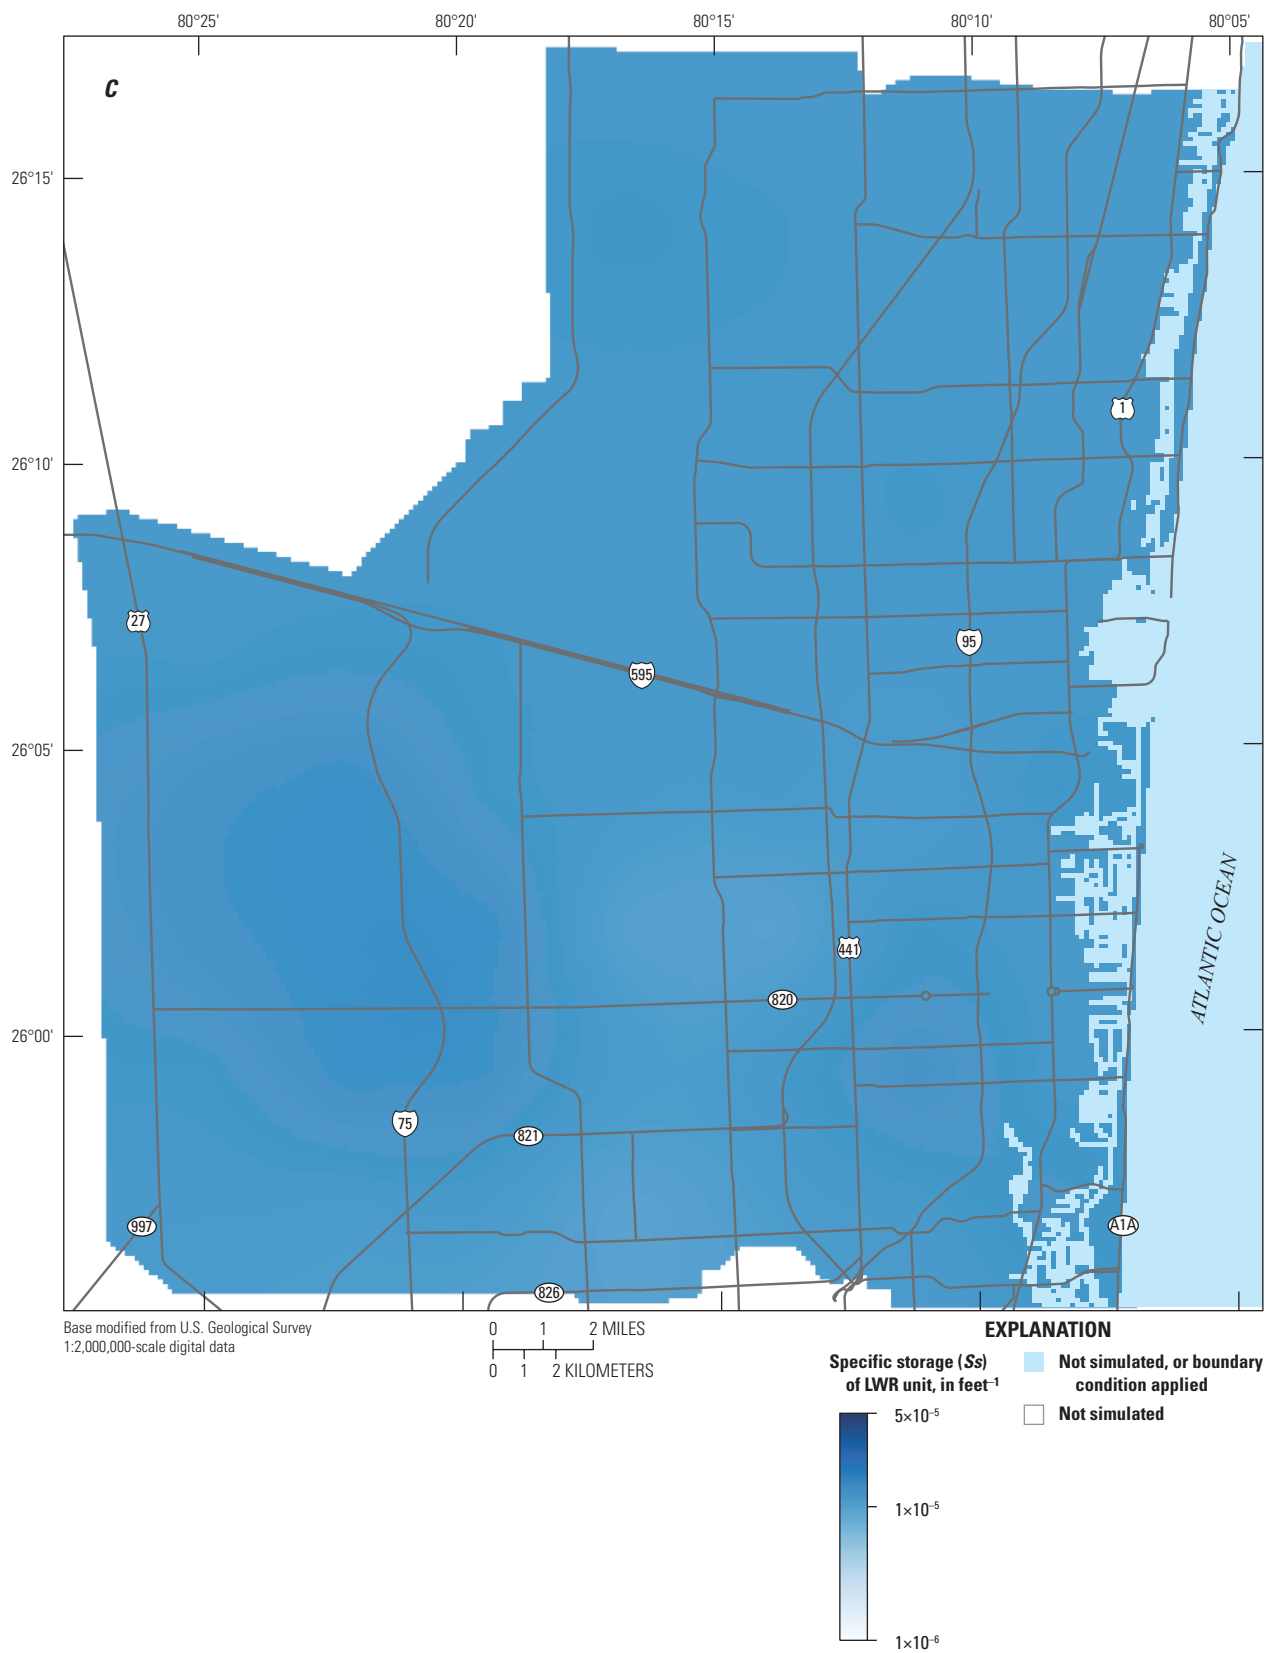 80°25' 80°20' 80°15' 80°10' 80°05'
C
26°15'
26°10'
26°05'
26°00'
1
27
95
595
ATLANTIC OCEAN
441
820
75
821
997
A1A
826
Base modified from U.S. Geological Survey
1:2,000,000-scale digital data
0 1 2 MILES
0 1 2 KILOMETERS
EXPLANATION
Specific storage (Ss)
of LWR unit, in feet⁻¹
5×10⁻⁵
1×10⁻⁵
1×10⁻⁶
Not simulated, or boundary
condition applied
Not simulated